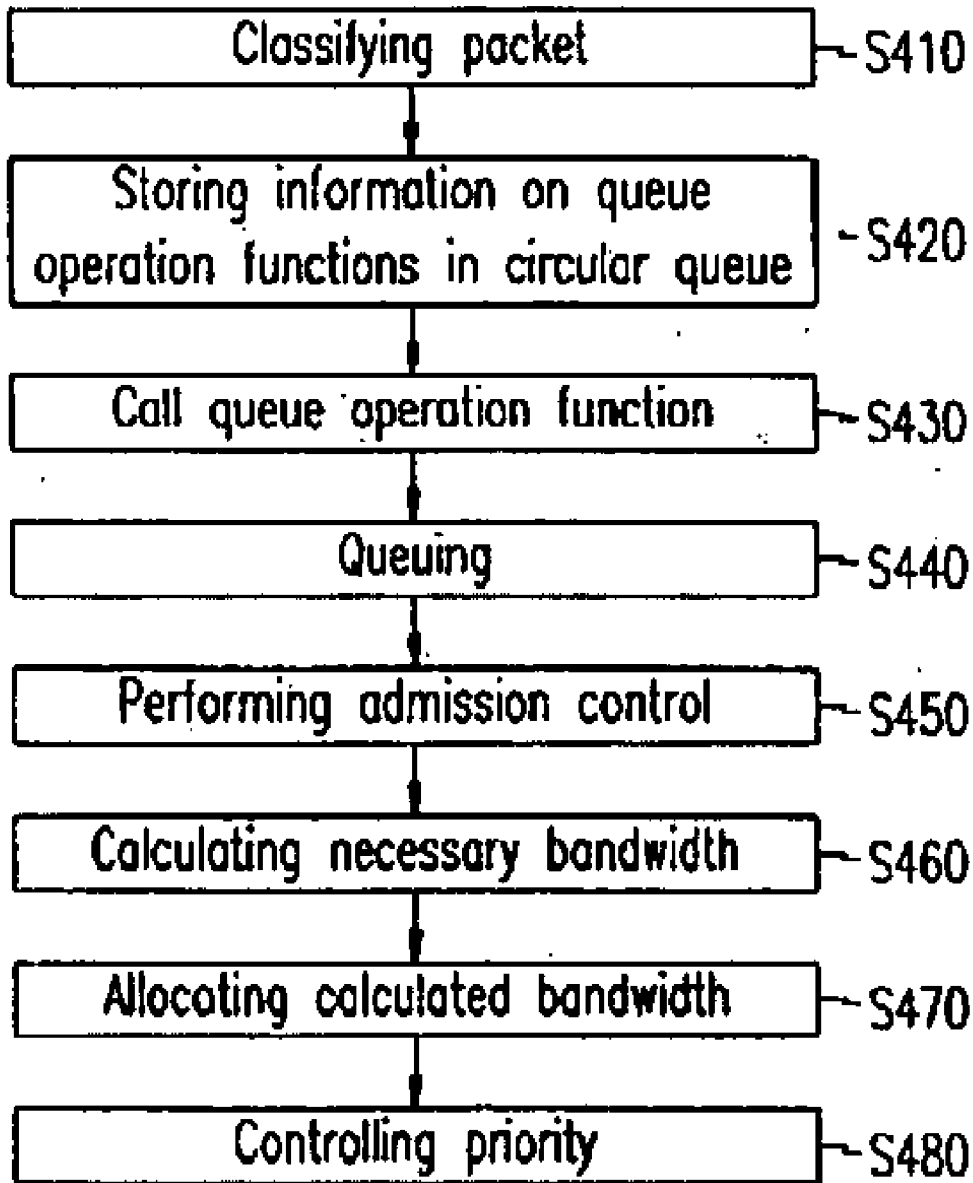 Classifying packet
S410
Storing information on queue
operation functions in circular queue
S420
Call queue operation function
S430
Queuing
S440
Performing admission control
S450
Calculating necessary bandwidth
S460
Allocating calculated bandwidth
S470
Controlling priority
S480